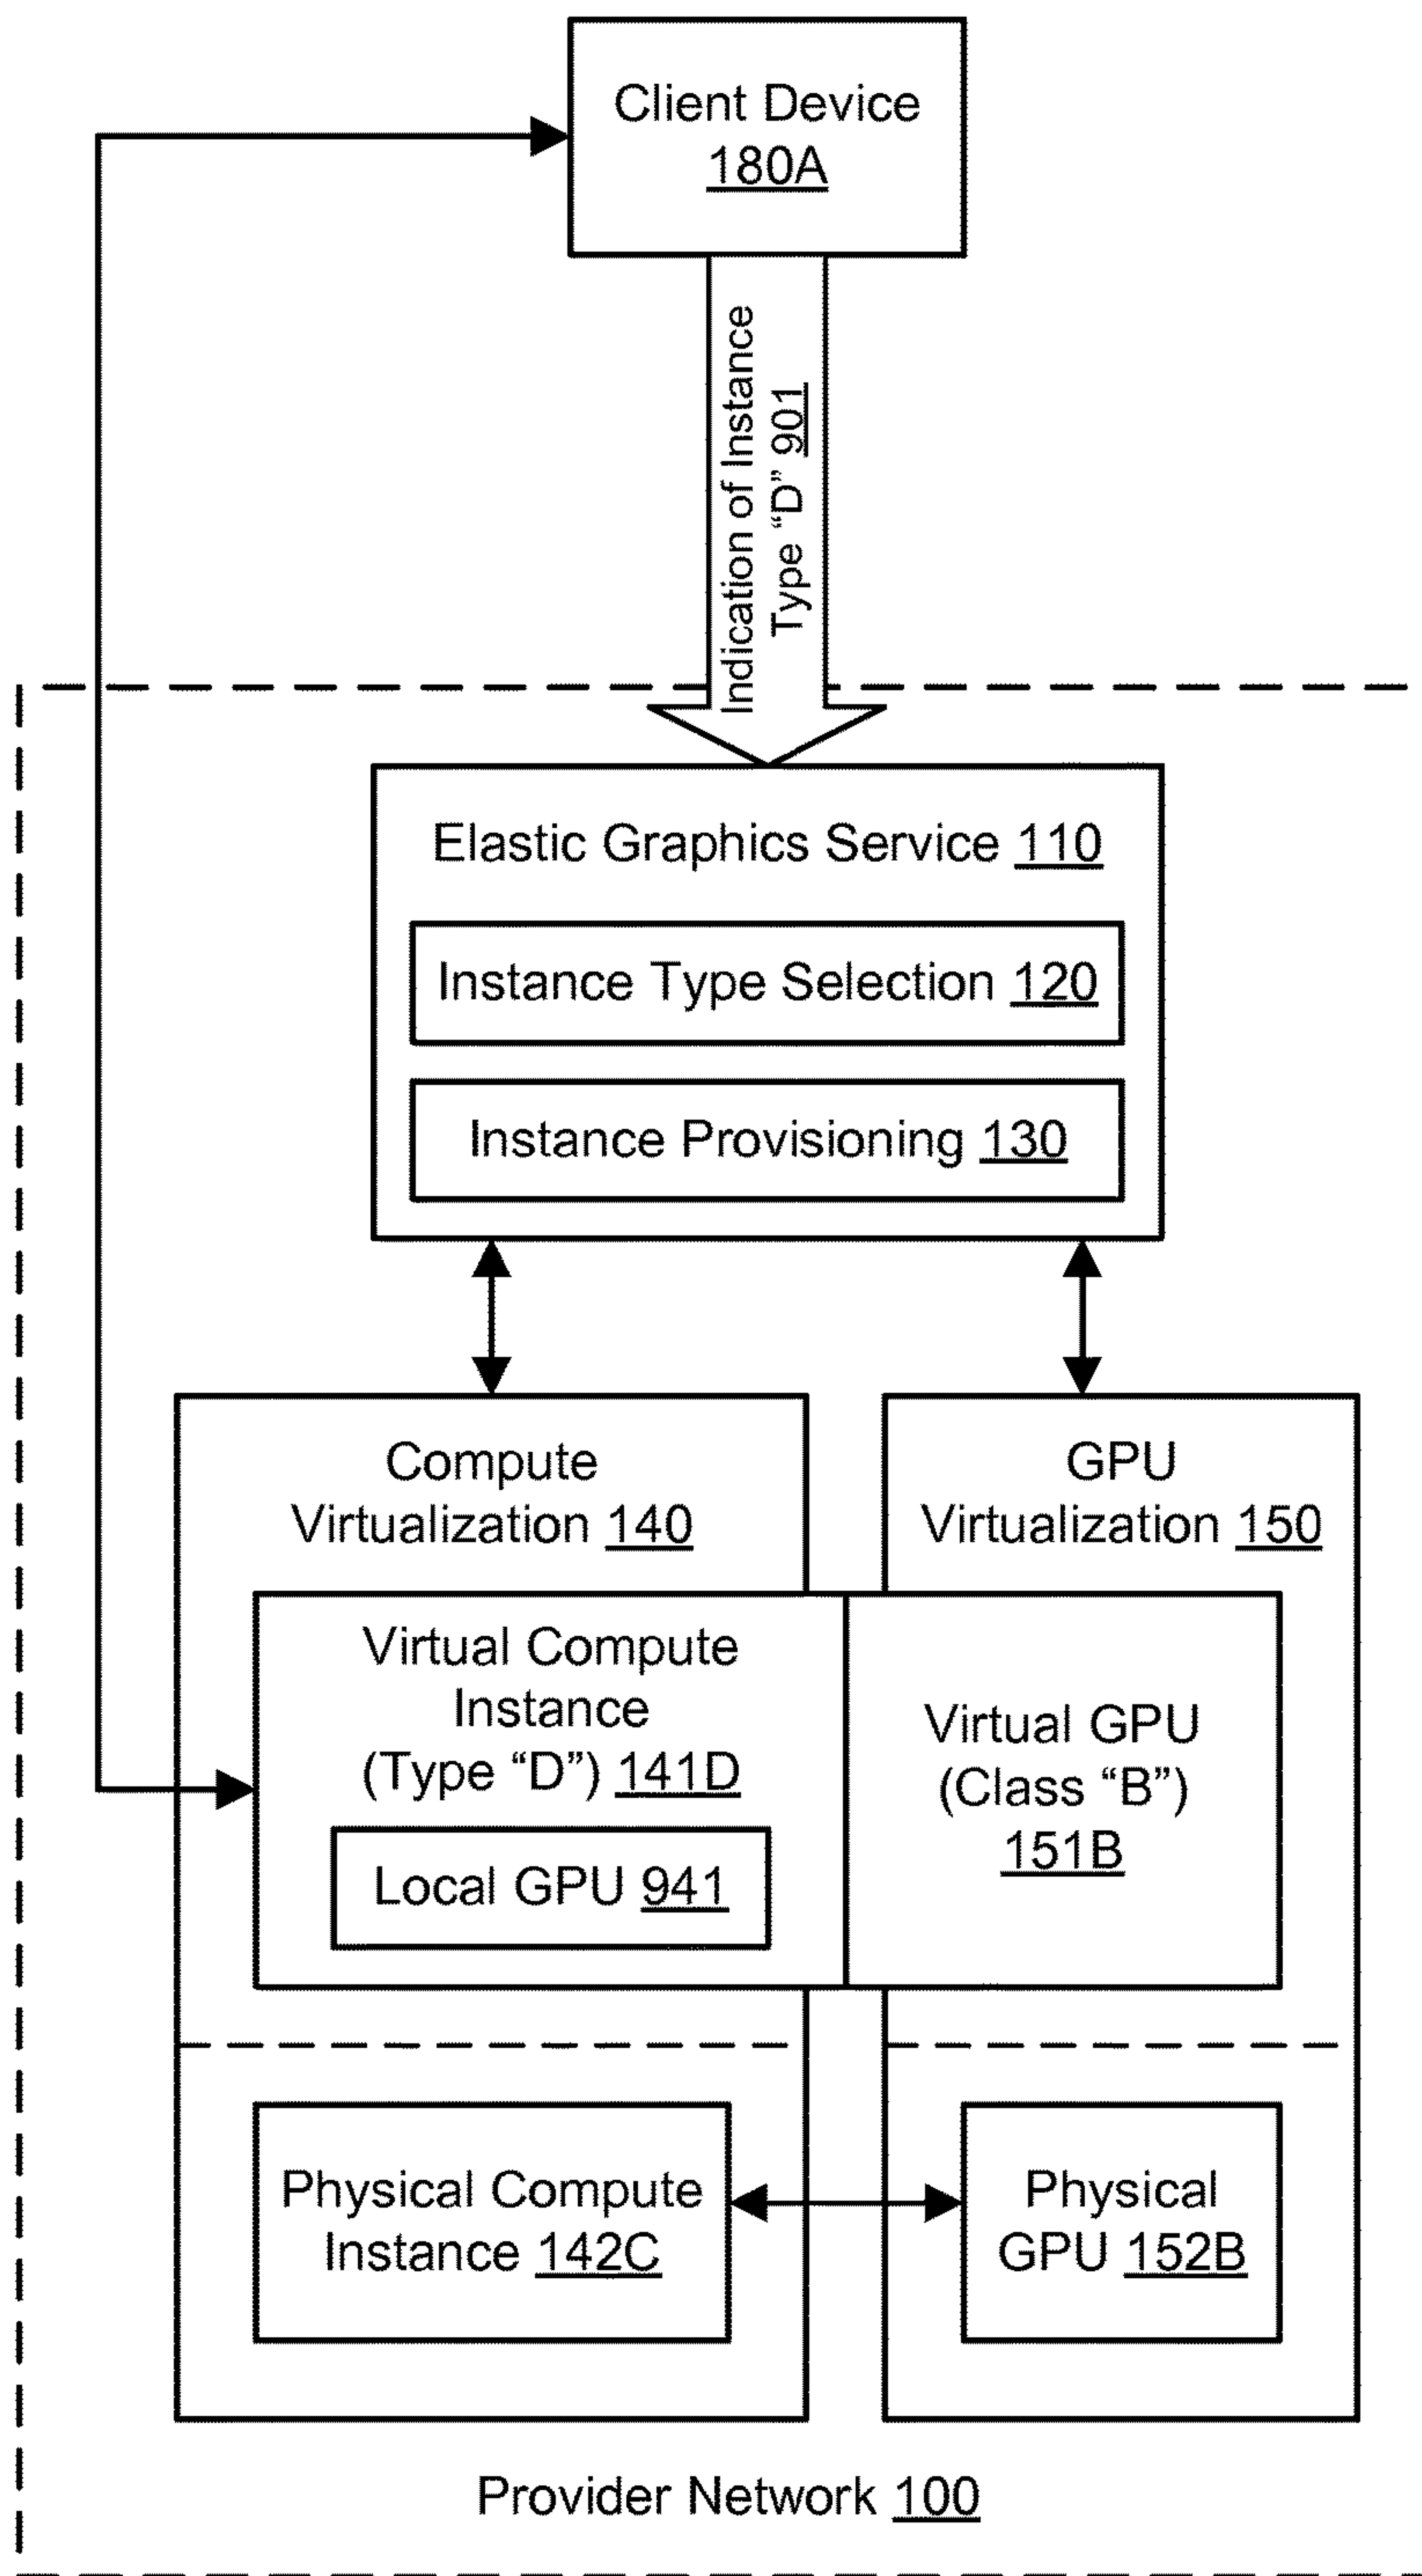 Client Device
180A
Indication of Instance
Type “D” 901
Elastic Graphics Service 110
Instance Type Selection 120
Instance Provisioning 130
Compute
Virtualization 140
GPU
Virtualization 150
Virtual Compute
Instance
(Type “D”) 141D
Local GPU 941
Virtual GPU
(Class “B”)
151B
Physical Compute
Instance 142C
Physical
GPU 152B
Provider Network 100